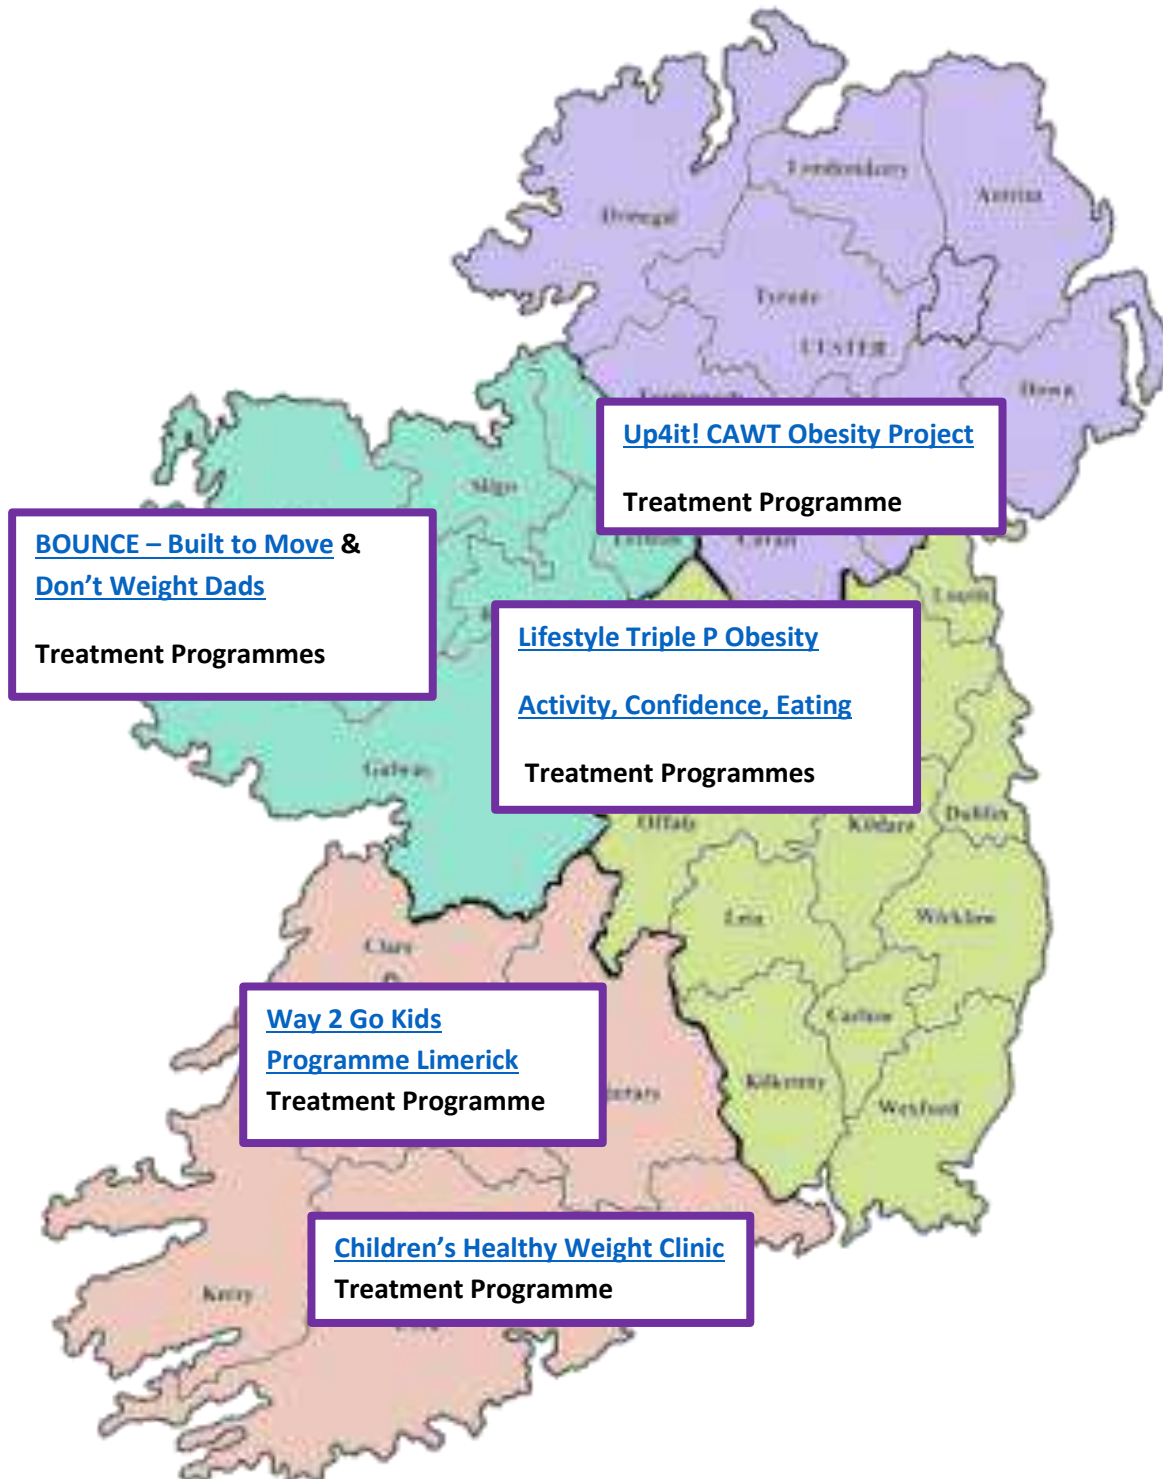 Londonderry
Antrim
Donegal
Tyrone
ULSTER
Down
Up4it! CAWT Obesity Project
Treatment Programme
Sligo
Cavan
BOUNCE – Built to Move &
Don’t Weight Dads
Treatment Programmes
Louth
Lifestyle Triple P Obesity
Activity, Confidence, Eating
Treatment Programmes
Galway
Offaly
Kildare
Dublin
Wicklow
Clare
Carlow
Way 2 Go Kids
Programme Limerick
Treatment Programme
Kilkenny
Wexford
Children’s Healthy Weight Clinic
Treatment Programme
Kerry